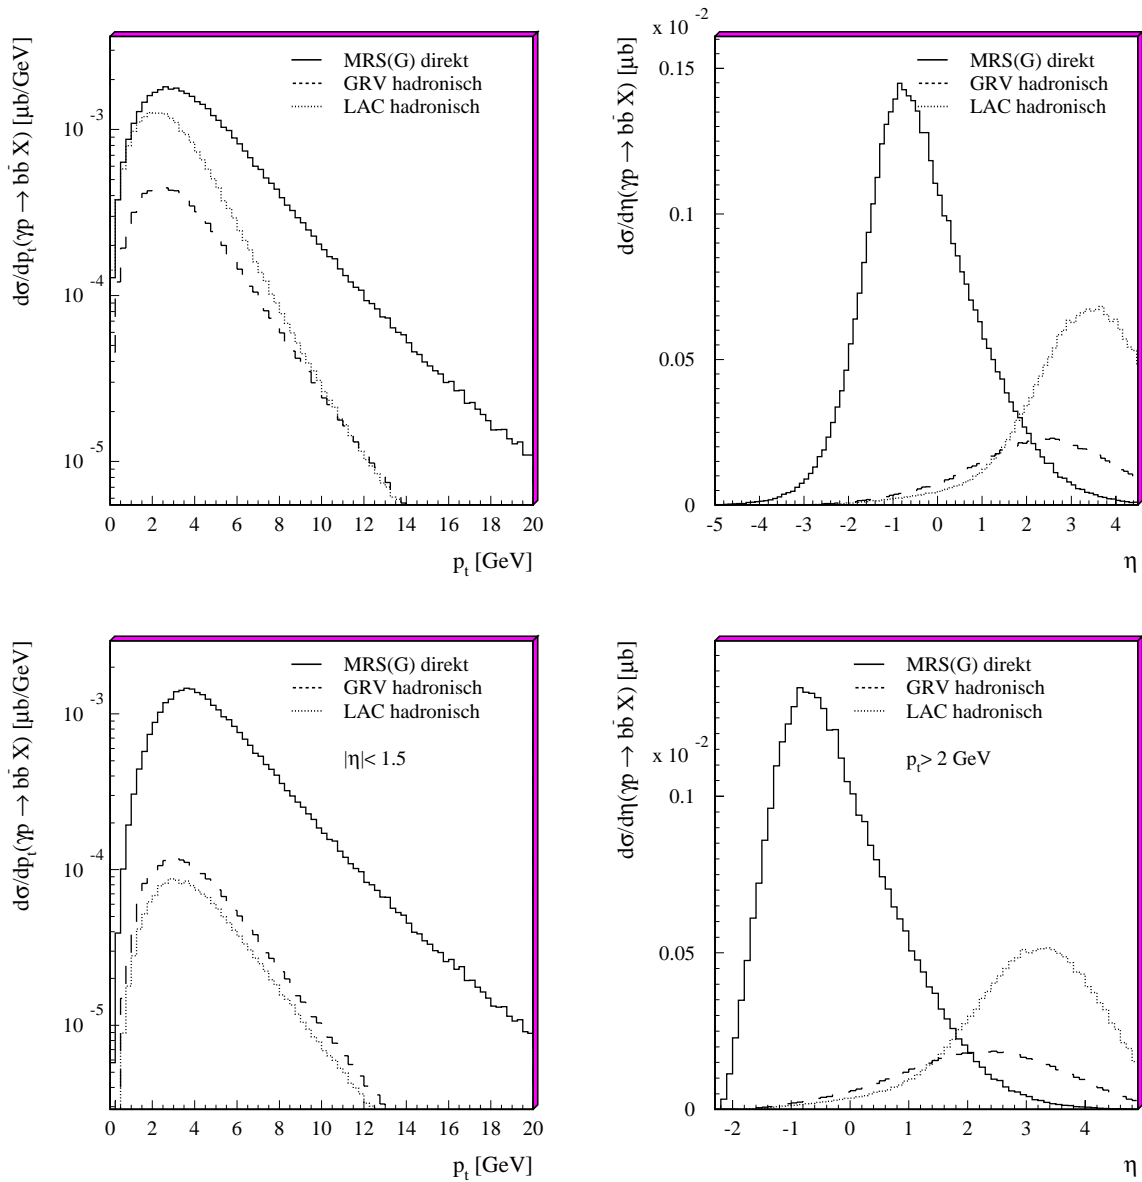 MRS(G) direkt
GRV hadronisch
LAC hadronisch
dσ/dp_t(γp → bb̄ X) [μb/GeV]
10^-3
10^-4
10^-5
0 2 4 6 8 10 12 14 16 18 20
p_t [GeV]
x 10^-2
MRS(G) direkt
GRV hadronisch
LAC hadronisch
dσ/dη(γp → bb̄ X) [μb]
0.15
0.1
0.05
0
-5 -4 -3 -2 -1 0 1 2 3 4
η
MRS(G) direkt
GRV hadronisch
LAC hadronisch
|η|< 1.5
dσ/dp_t(γp → bb̄ X) [μb/GeV]
10^-3
10^-4
10^-5
0 2 4 6 8 10 12 14 16 18 20
p_t [GeV]
MRS(G) direkt
GRV hadronisch
LAC hadronisch
p_t> 2 GeV
dσ/dη(γp → bb̄ X) [μb]
x 10^-2
0.1
0.05
0
-2 -1 0 1 2 3 4
η